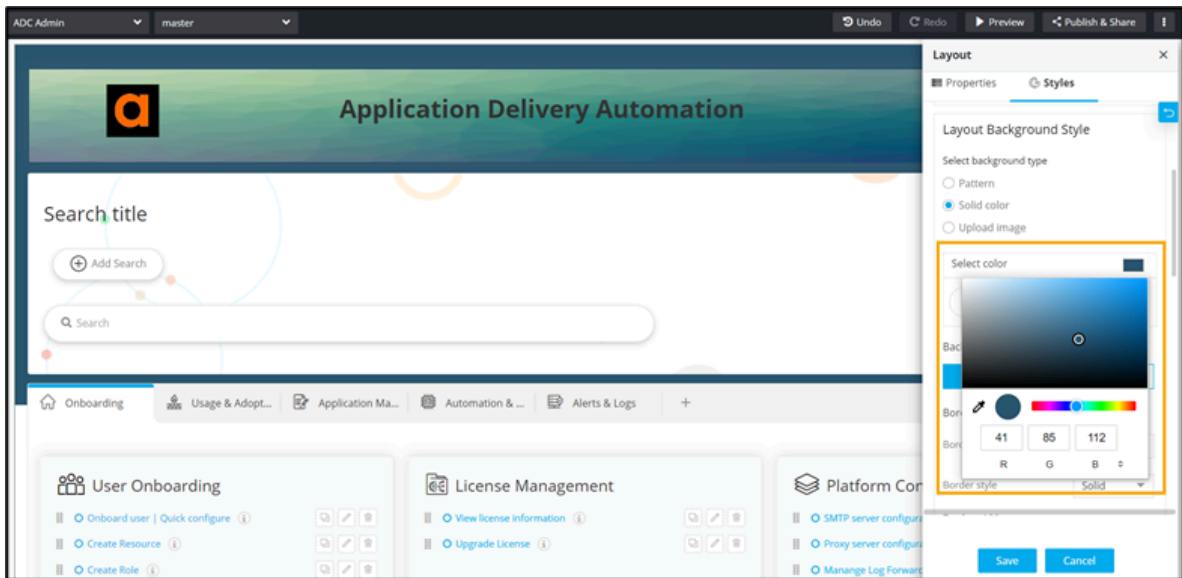 ADC Admin
master
Undo
Redo
Preview
Publish & Share
Layout
Properties
Styles
a
Application Delivery Automation
Layout Background Style
Select background type
Pattern
Solid color
Upload image
Search title
Add Search
Search
Select color
41 85 112
R G B
Border style
Solid
Save
Cancel
Onboarding
Usage & Adopt...
Application Ma...
Automation & ...
Alerts & Logs
User Onboarding
Onboard user | Quick configure
Create Resource
Create Role
License Management
View license information
Upgrade License
Platform Con
SMTP server configura
Proxy server configura
Manange Log Forward